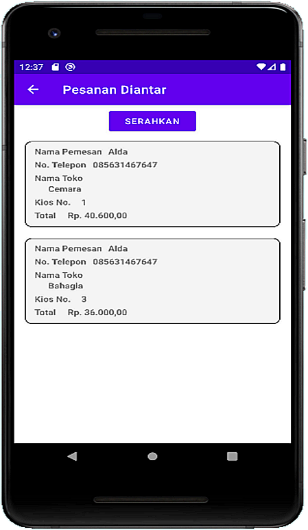 12:37
Pesanan Diantar
SERAHKAN
Nama Pemesan Alda
No. Telepon 085631467647
Nama Toko
Cemara
Kios No. 1
Total Rp. 40.600,00
Nama Pemesan Alda
No. Telepon 085631467647
Nama Toko
Bahagia
Kios No. 3
Total Rp. 36.000,00